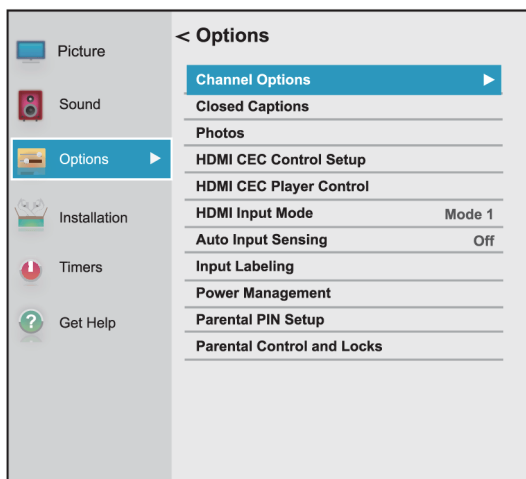 Picture
Sound
Options
Installation
Timers
Get Help
< Options
Channel Options
Closed Captions
Photos
HDMI CEC Control Setup
HDMI CEC Player Control
HDMI Input Mode Mode 1
Auto Input Sensing Off
Input Labeling
Power Management
Parental PIN Setup
Parental Control and Locks